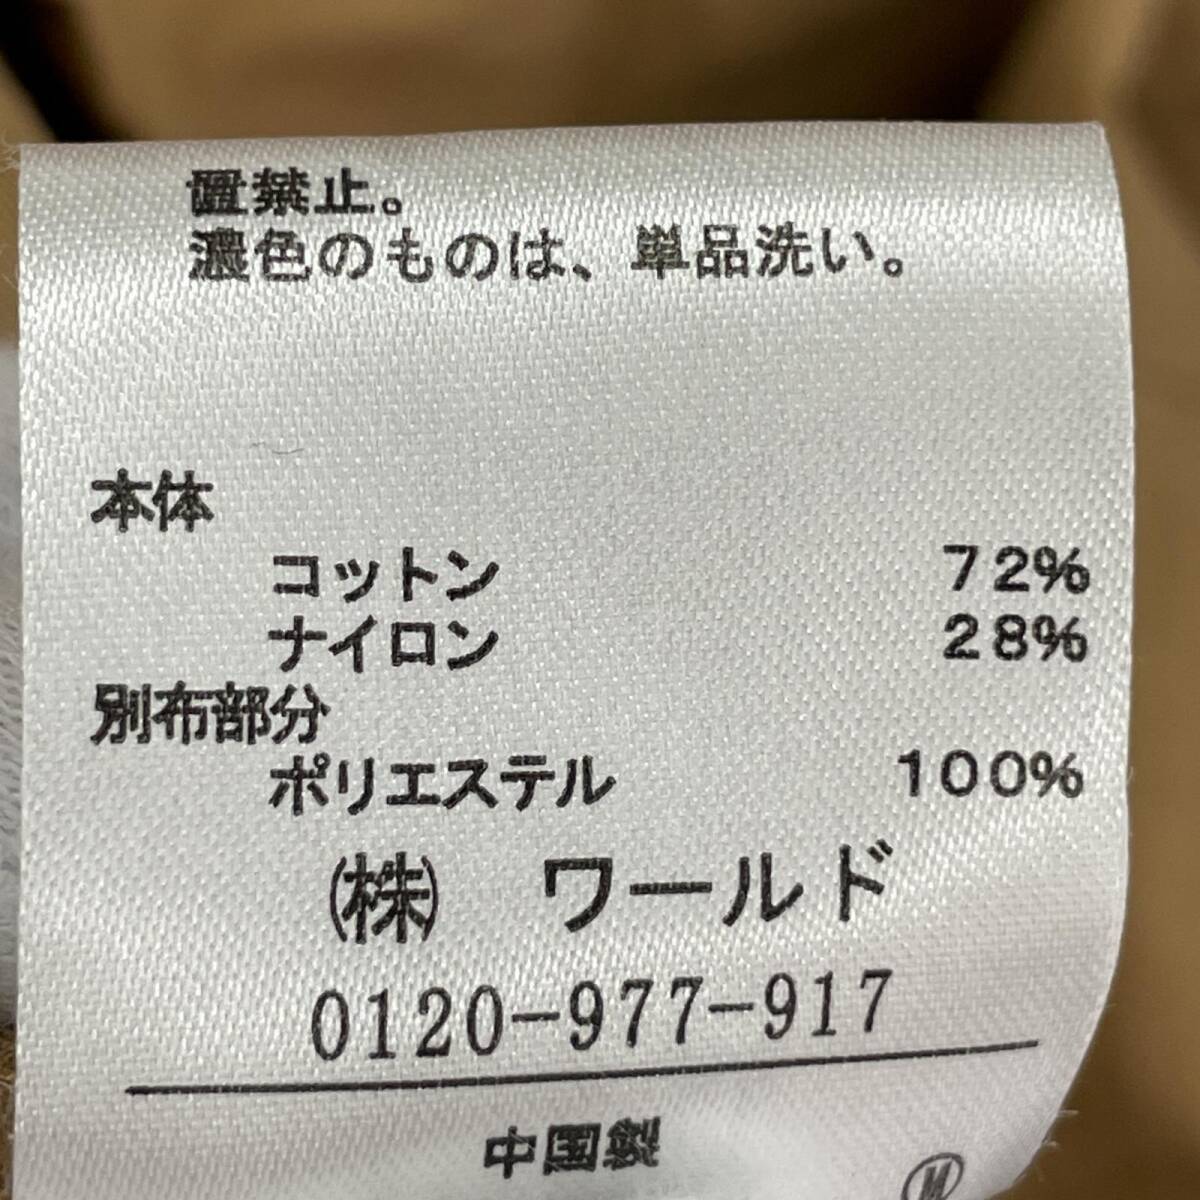 置禁止。
濃色のものは、単品洗い。
本体
コットン 72%
ナイロン 28%
別布部分
ポリエステル 100%
(株) ワールド
0120-977-917
中国製
M